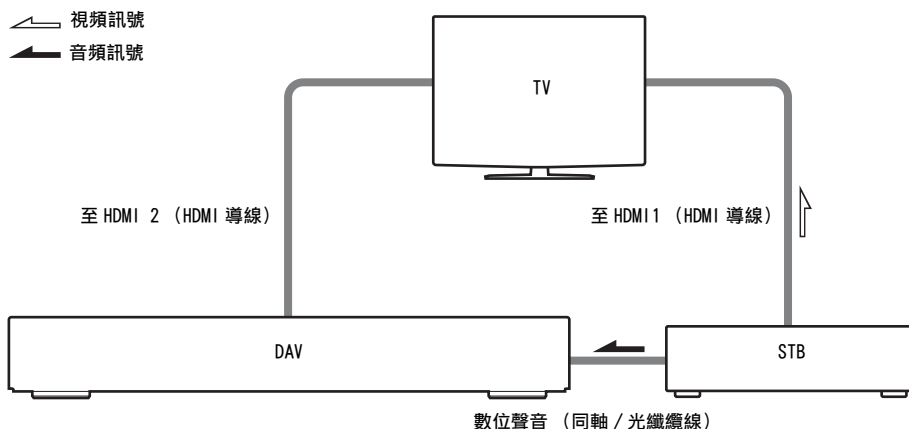 視頻訊號
音頻訊號
TV
至 HDMI 2 （HDMI 導線）
至 HDMI1 （HDMI 導線）
DAV
STB
數位聲音 （同軸 / 光纖纜線）